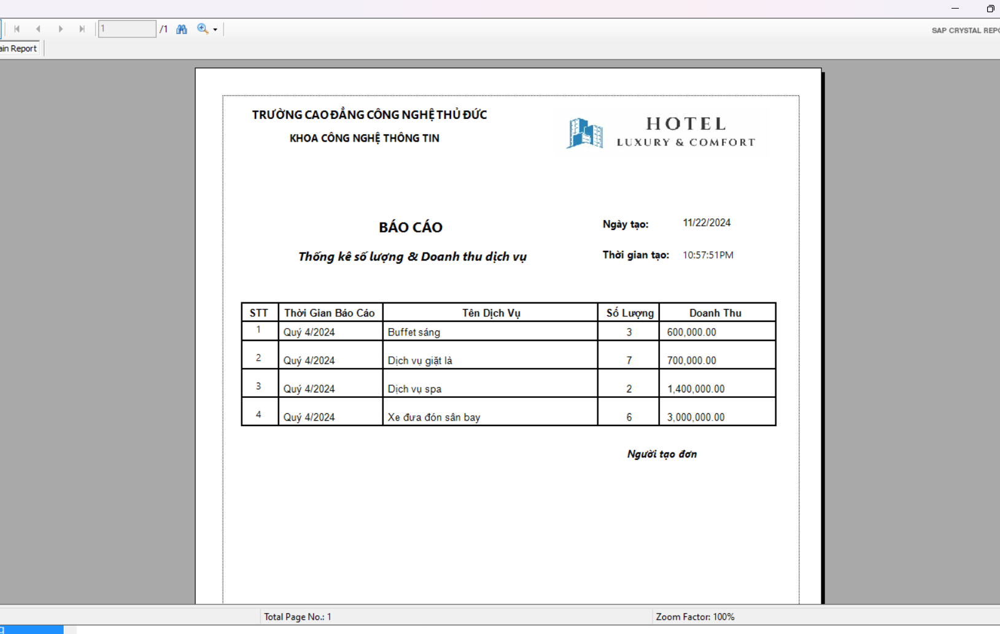 1 /1
SAP CRYSTAL REPO
ain Report
TRƯỜNG CAO ĐẲNG CÔNG NGHỆ THỦ ĐỨC
KHOA CÔNG NGHỆ THÔNG TIN
HOTEL
LUXURY & COMFORT
BÁO CÁO
Ngày tạo: 11/22/2024
Thống kê số lượng & Doanh thu dịch vụ
Thời gian tạo: 10:57:51PM
STT Thời Gian Báo Cáo Tên Dịch Vụ Số Lượng Doanh Thu
1 Quý 4/2024 Buffet sáng 3 600,000.00
2 Quý 4/2024 Dịch vụ giặt là 7 700,000.00
3 Quý 4/2024 Dịch vụ spa 2 1,400,000.00
4 Quý 4/2024 Xe đưa đón sân bay 6 3,000,000.00
Người tạo đơn
Total Page No.: 1 Zoom Factor: 100%